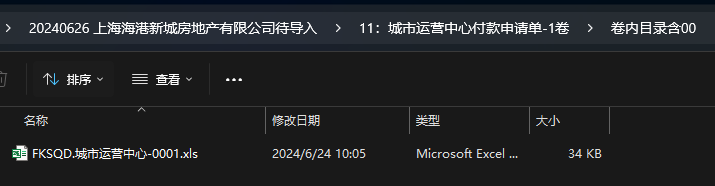 20240626 上海海港新城房地产有限公司待导入 11：城市运营中心付款申请单-1卷 卷内目录含00
排序 查看
名称 修改日期 类型 大小
FKSQD.城市运营中心-0001.xls 2024/6/24 10:05 Microsoft Excel ... 34 KB